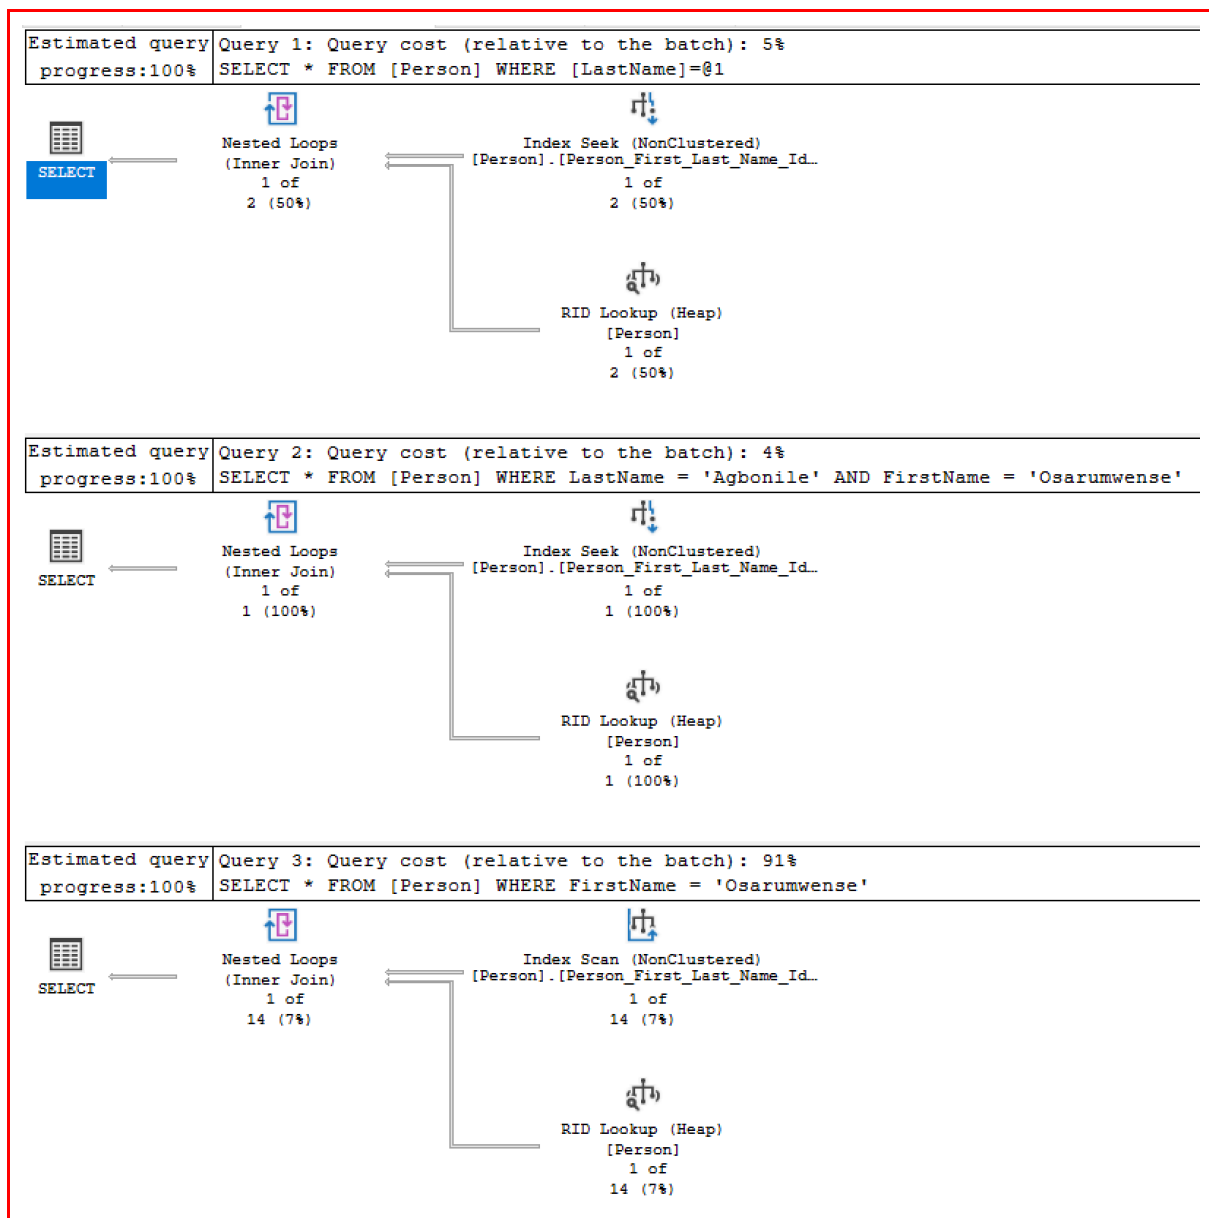 Estimated query progress:100%
Query 1: Query cost (relative to the batch): 5%
SELECT * FROM [Person] WHERE [LastName]=@1
SELECT
Nested Loops
(Inner Join)
1 of
2 (50%)
Index Seek (NonClustered)
[Person].[Person_First_Last_Name_Id…
1 of
2 (50%)
RID Lookup (Heap)
[Person]
1 of
2 (50%)
Estimated query progress:100%
Query 2: Query cost (relative to the batch): 4%
SELECT * FROM [Person] WHERE LastName = 'Agbonile' AND FirstName = 'Osarumwense'
SELECT
Nested Loops
(Inner Join)
1 of
1 (100%)
Index Seek (NonClustered)
[Person].[Person_First_Last_Name_Id…
1 of
1 (100%)
RID Lookup (Heap)
[Person]
1 of
1 (100%)
Estimated query progress:100%
Query 3: Query cost (relative to the batch): 91%
SELECT * FROM [Person] WHERE FirstName = 'Osarumwense'
SELECT
Nested Loops
(Inner Join)
1 of
14 (7%)
Index Scan (NonClustered)
[Person].[Person_First_Last_Name_Id…
1 of
14 (7%)
RID Lookup (Heap)
[Person]
1 of
14 (7%)